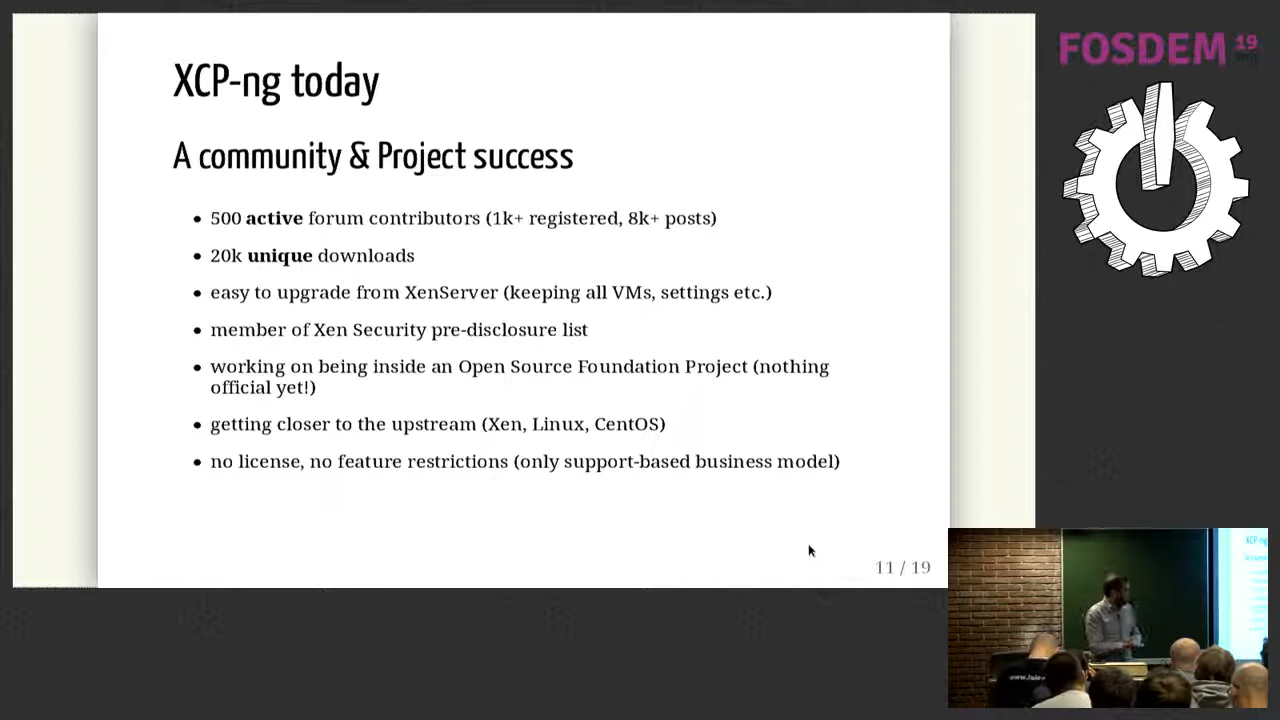 XCP-ng today
A community & Project success
• 500 active forum contributors (1k+ registered, 8k+ posts)
• 20k unique downloads
• easy to upgrade from XenServer (keeping all VMs, settings etc.)
• member of Xen Security pre-disclosure list
• working on being inside an Open Source Foundation Project (nothing
official yet!)
• getting closer to the upstream (Xen, Linux, CentOS)
• no license, no feature restrictions (only support-based business model)
11 / 19
FOSDEM 19